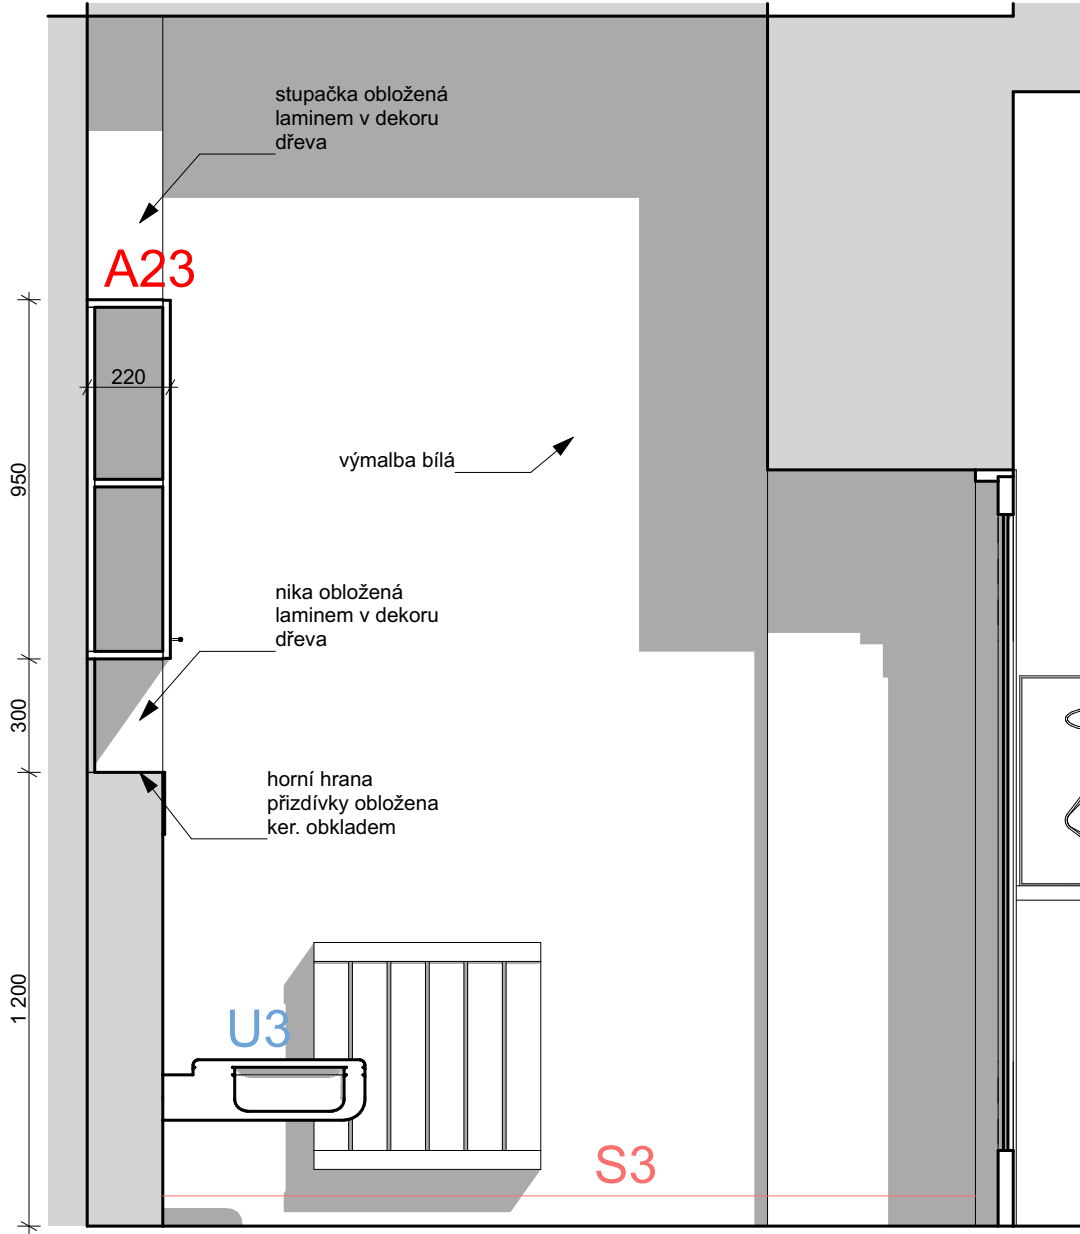 stupačka obložená
laminem v dekoru
dřeva
A23
220
950
výmalba bílá
nika obložená
laminem v dekoru
dřeva
300
horní hrana
přizdívky obložena
ker. obkladem
1 200
U3
S3